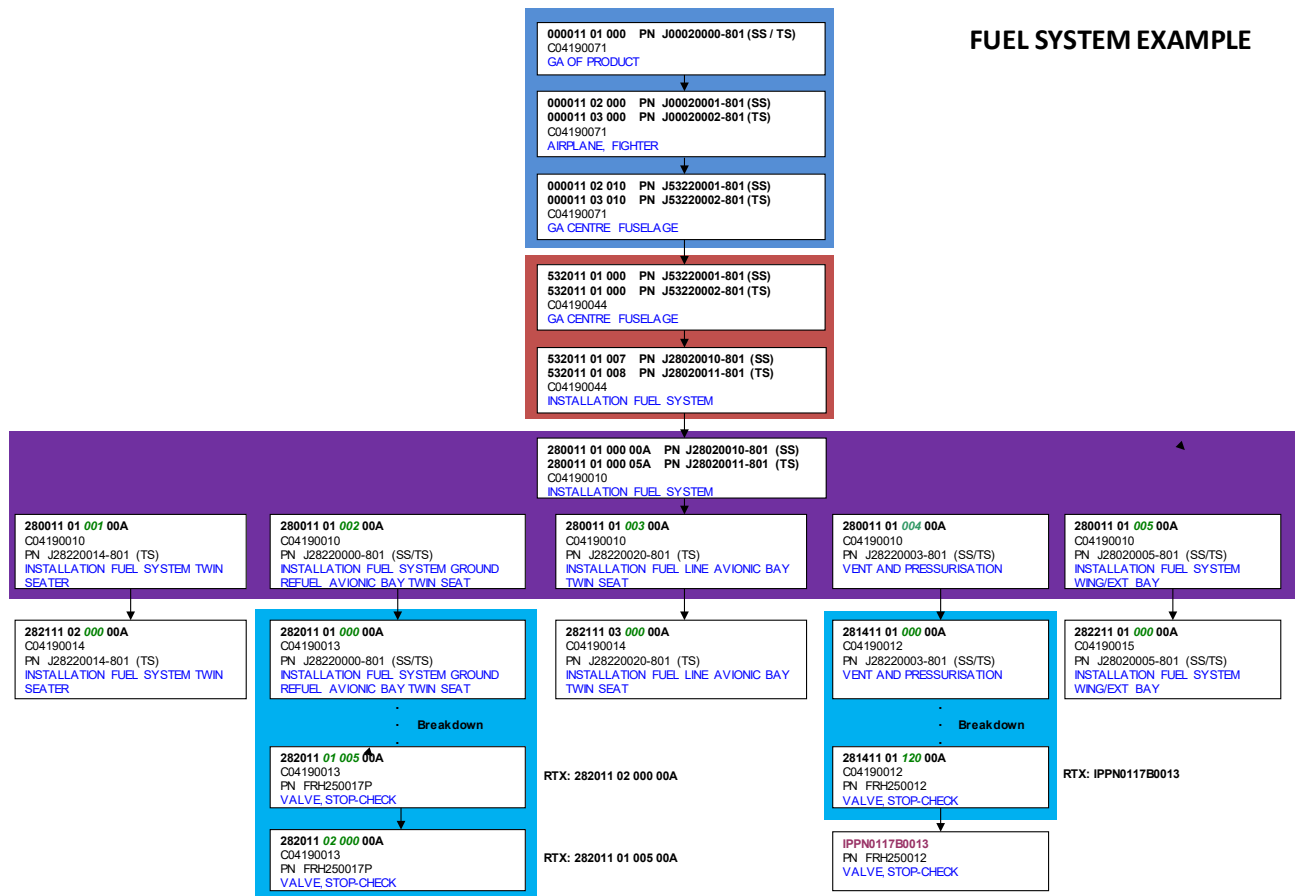 FUEL SYSTEM EXAMPLE
000011 01 000 PN J00020000-801 (SS / TS)
C04190071
GA OF PRODUCT
000011 02 000 PN J00020001-801 (SS)
000011 03 000 PN J00020002-801 (TS)
C04190071
AIRPLANE, FIGHTER
000011 02 010 PN J53220001-801 (SS)
000011 03 010 PN J53220002-801 (TS)
C04190071
GA CENTRE FUSELAGE
532011 01 000 PN J53220001-801 (SS)
532011 01 000 PN J53220002-801 (TS)
C04190044
GA CENTRE FUSELAGE
532011 01 007 PN J28020010-801 (SS)
532011 01 008 PN J28020011-801 (TS)
C04190044
INSTALLATION FUEL SYSTEM
280011 01 000 00A PN J28020010-801 (SS)
280011 01 000 05A PN J28020011-801 (TS)
C04190010
INSTALLATION FUEL SYSTEM
280011 01 001 00A
C04190010
PN J28220014-801 (TS)
INSTALLATION FUEL SYSTEM TWIN
SEATER
280011 01 002 00A
C04190010
PN J28220000-801 (SS/TS)
INSTALLATION FUEL SYSTEM GROUND
REFUEL AVIONIC BAY TWIN SEAT
280011 01 003 00A
C04190010
PN J28220020-801 (TS)
INSTALLATION FUEL LINE AVIONIC BAY
TWIN SEAT
280011 01 004 00A
C04190010
PN J28220003-801 (SS/TS)
VENT AND PRESSURISATION
280011 01 005 00A
C04190010
PN J28020005-801 (SS/TS)
INSTALLATION FUEL SYSTEM
WING/EXT BAY
282111 02 000 00A
C04190014
PN J28220014-801 (TS)
INSTALLATION FUEL SYSTEM TWIN
SEATER
282011 01 000 00A
C04190013
PN J28220000-801 (SS/TS)
INSTALLATION FUEL SYSTEM GROUND
REFUEL AVIONIC BAY TWIN SEAT
282111 03 000 00A
C04190014
PN J28220020-801 (TS)
INSTALLATION FUEL LINE AVIONIC BAY
TWIN SEAT
281411 01 000 00A
C04190012
PN J28220003-801 (SS/TS)
VENT AND PRESSURISATION
282211 01 000 00A
C04190015
PN J28020005-801 (SS/TS)
INSTALLATION FUEL SYSTEM
WING/EXT BAY
Breakdown
Breakdown
282011 01 005 00A
C04190013
PN FRH250017P
VALVE, STOP-CHECK
RTX: 282011 02 000 00A
281411 01 120 00A
C04190012
PN FRH250012
VALVE, STOP-CHECK
RTX: IPPN0117B0013
282011 02 000 00A
C04190013
PN FRH250017P
VALVE, STOP-CHECK
RTX: 282011 01 005 00A
IPPN0117B0013
PN FRH250012
VALVE, STOP-CHECK